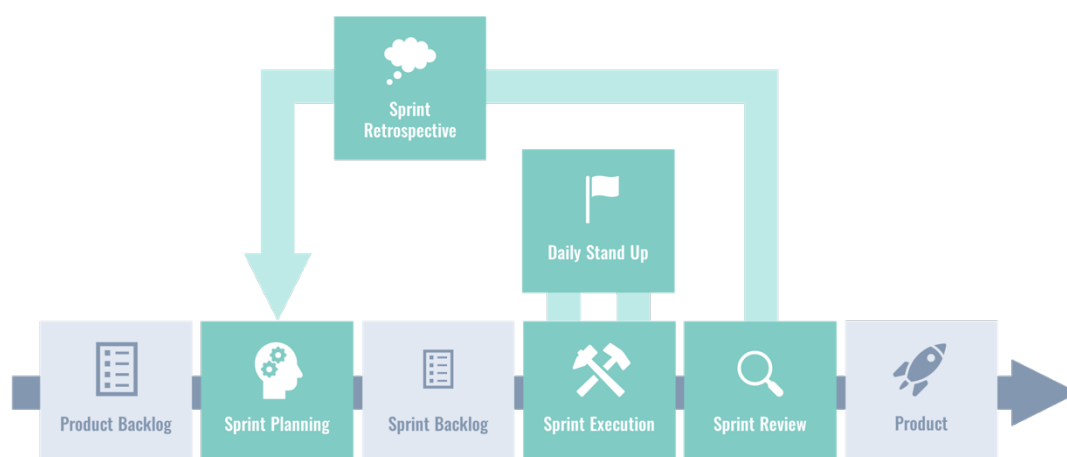 Sprint
Retrospective
Daily Stand Up
Product Backlog
Sprint Planning
Sprint Backlog
Sprint Execution
Sprint Review
Product